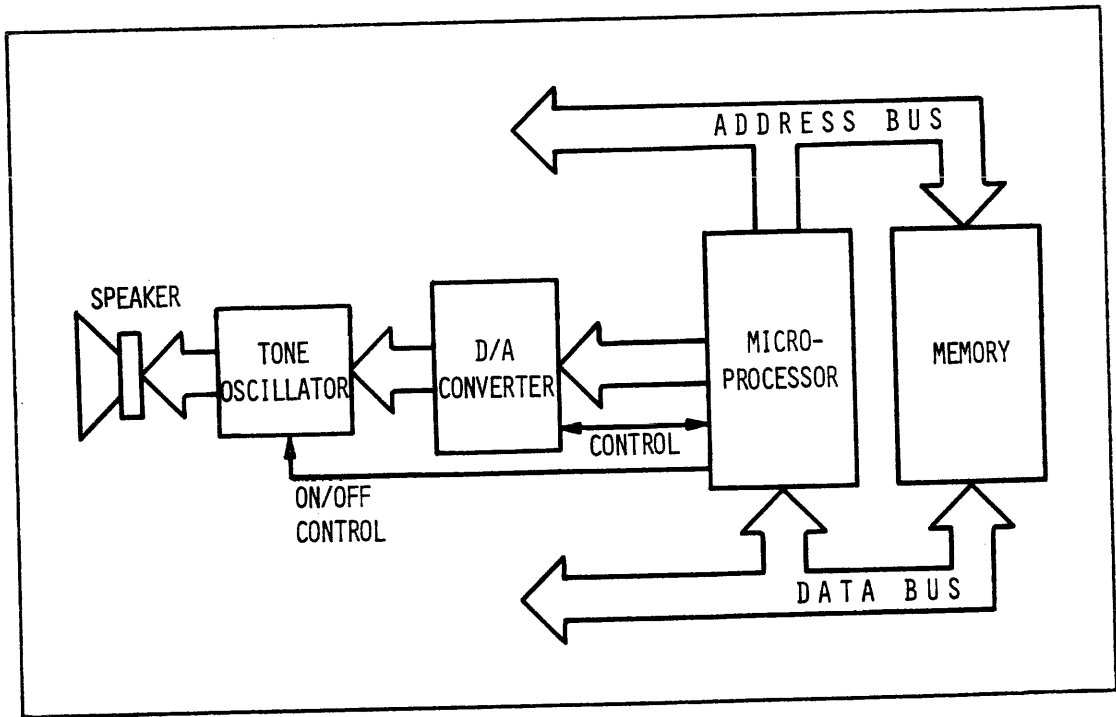 ADDRESS BUS
SPEAKER
TONE
OSCILLATOR
D/A
CONVERTER
MICRO-
PROCESSOR
MEMORY
CONTROL
ON/OFF
CONTROL
DATA BUS